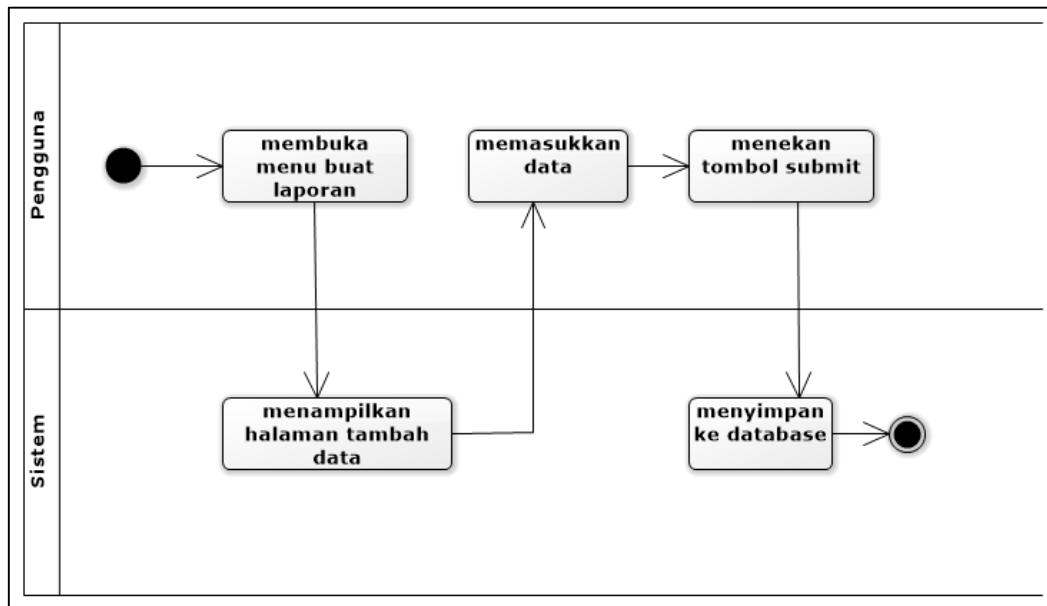 Pengguna
membuka
menu buat
laporan
memasukkan
data
menekan
tombol submit
Sistem
menampilkan
halaman tambah
data
menyimpan
ke database